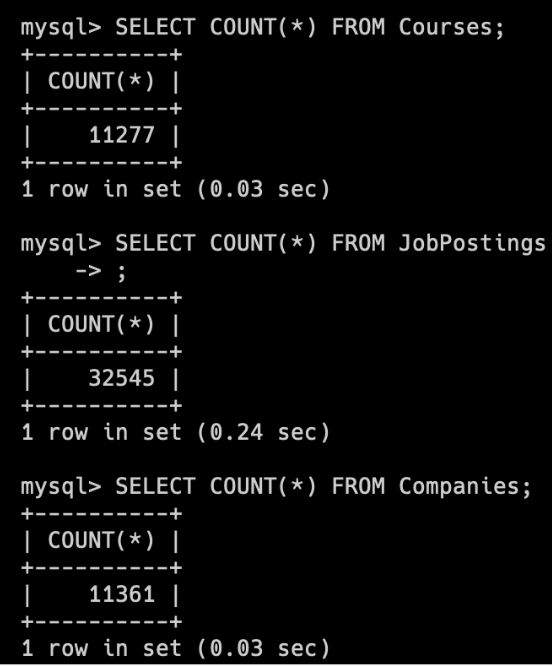 mysql> SELECT COUNT(*) FROM Courses;
+----------+
| COUNT(*) |
+----------+
|    11277 |
+----------+
1 row in set (0.03 sec)

mysql> SELECT COUNT(*) FROM JobPostings
    -> ;
+----------+
| COUNT(*) |
+----------+
|    32545 |
+----------+
1 row in set (0.24 sec)

mysql> SELECT COUNT(*) FROM Companies;
+----------+
| COUNT(*) |
+----------+
|    11361 |
+----------+
1 row in set (0.03 sec)